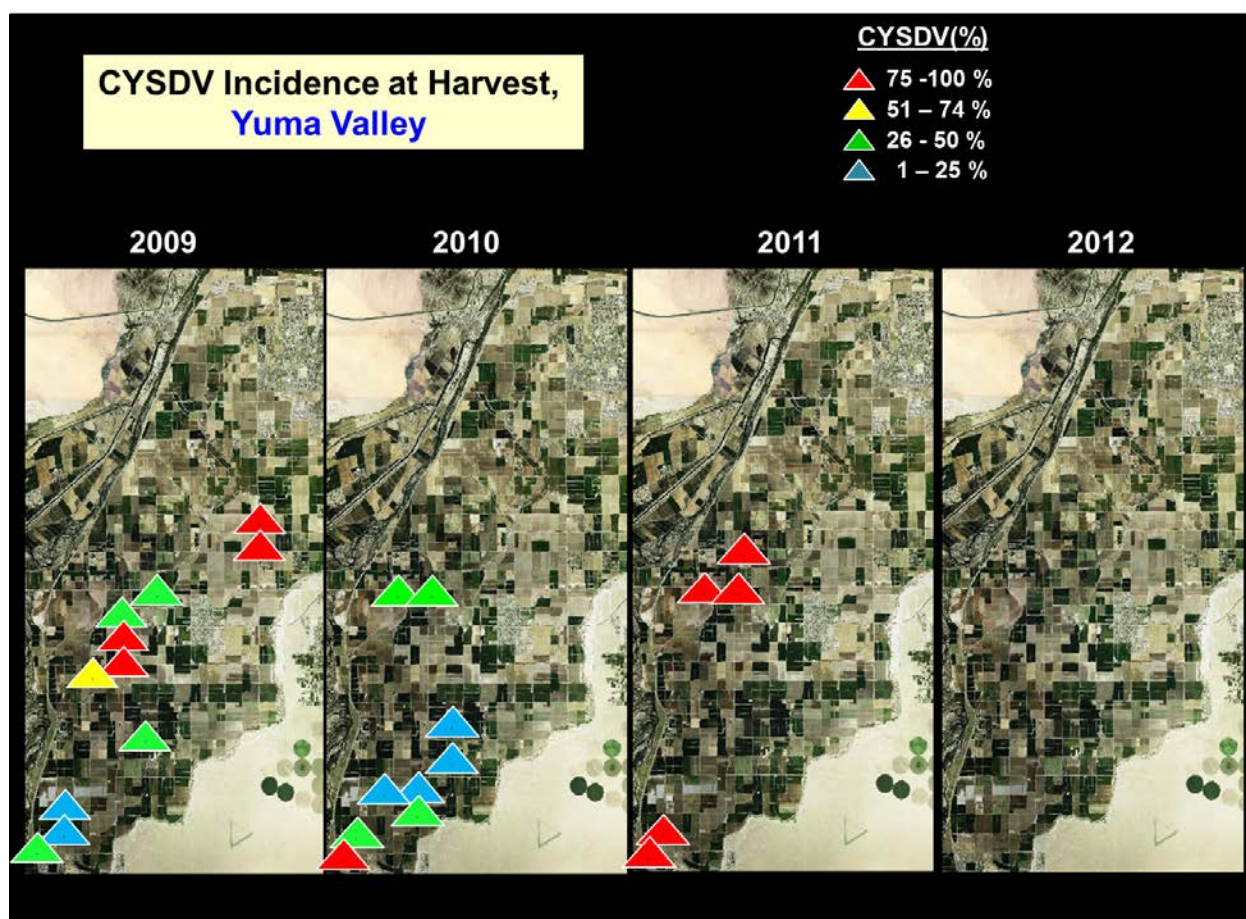 CYSDV Incidence at Harvest,
Yuma Valley
CYSDV(%)
75 -100 %
51 – 74 %
26 - 50 %
1 – 25 %
2009
2010
2011
2012